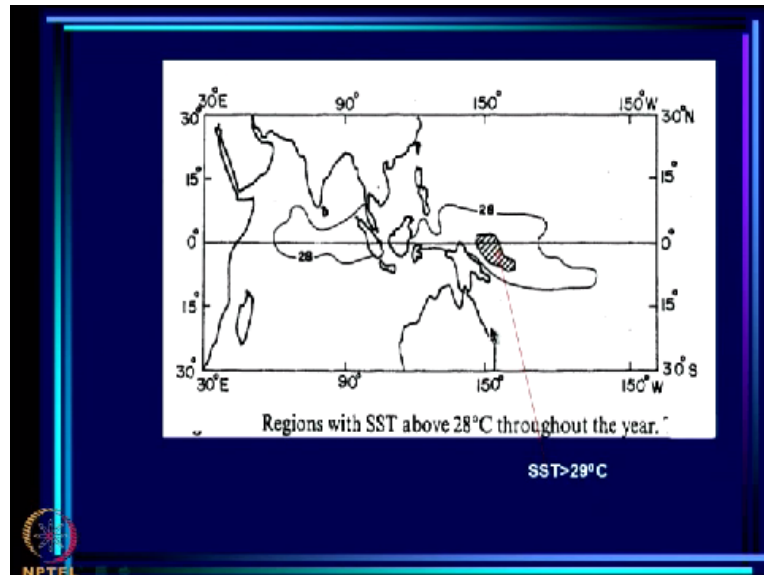 30°E 90° 150° 150°W
30° 30°N
15° 15°
28
0° 0
28
15° 15°
30° 30°S
30°E 90° 150° 150°W
Regions with SST above 28°C throughout the year.
SST>29°C
NPTEL